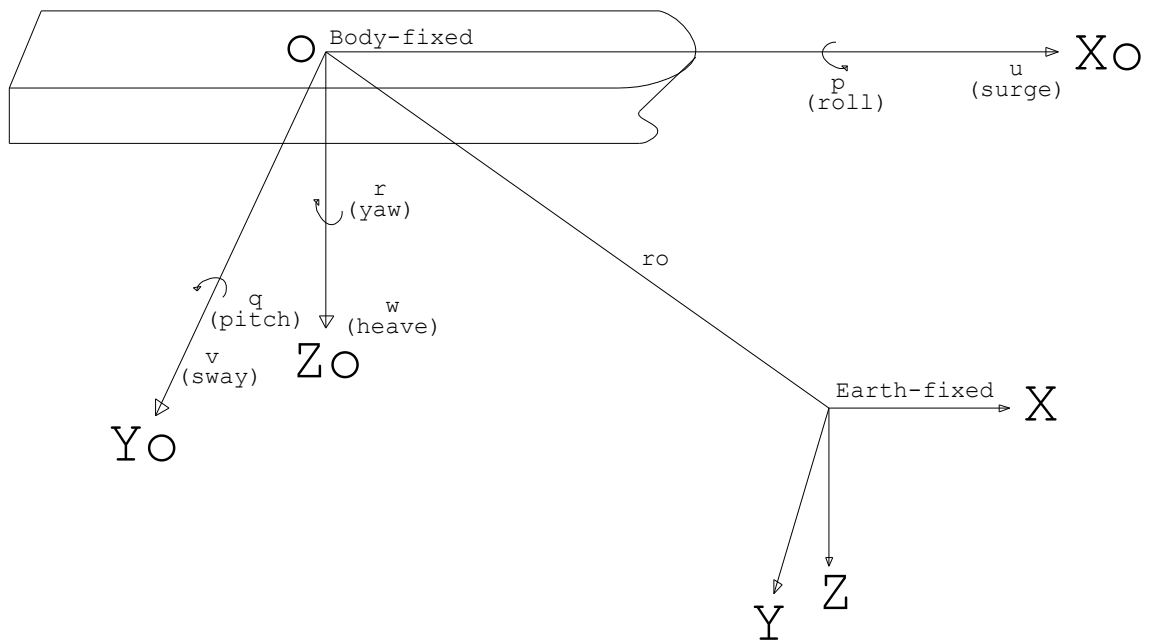 O Body-fixed
Xo
u
(surge)
p
(roll)
r
(yaw)
ro
q
(pitch)
w
(heave)
v
(sway)
Zo
Yo
Earth-fixed
X
Z
Y